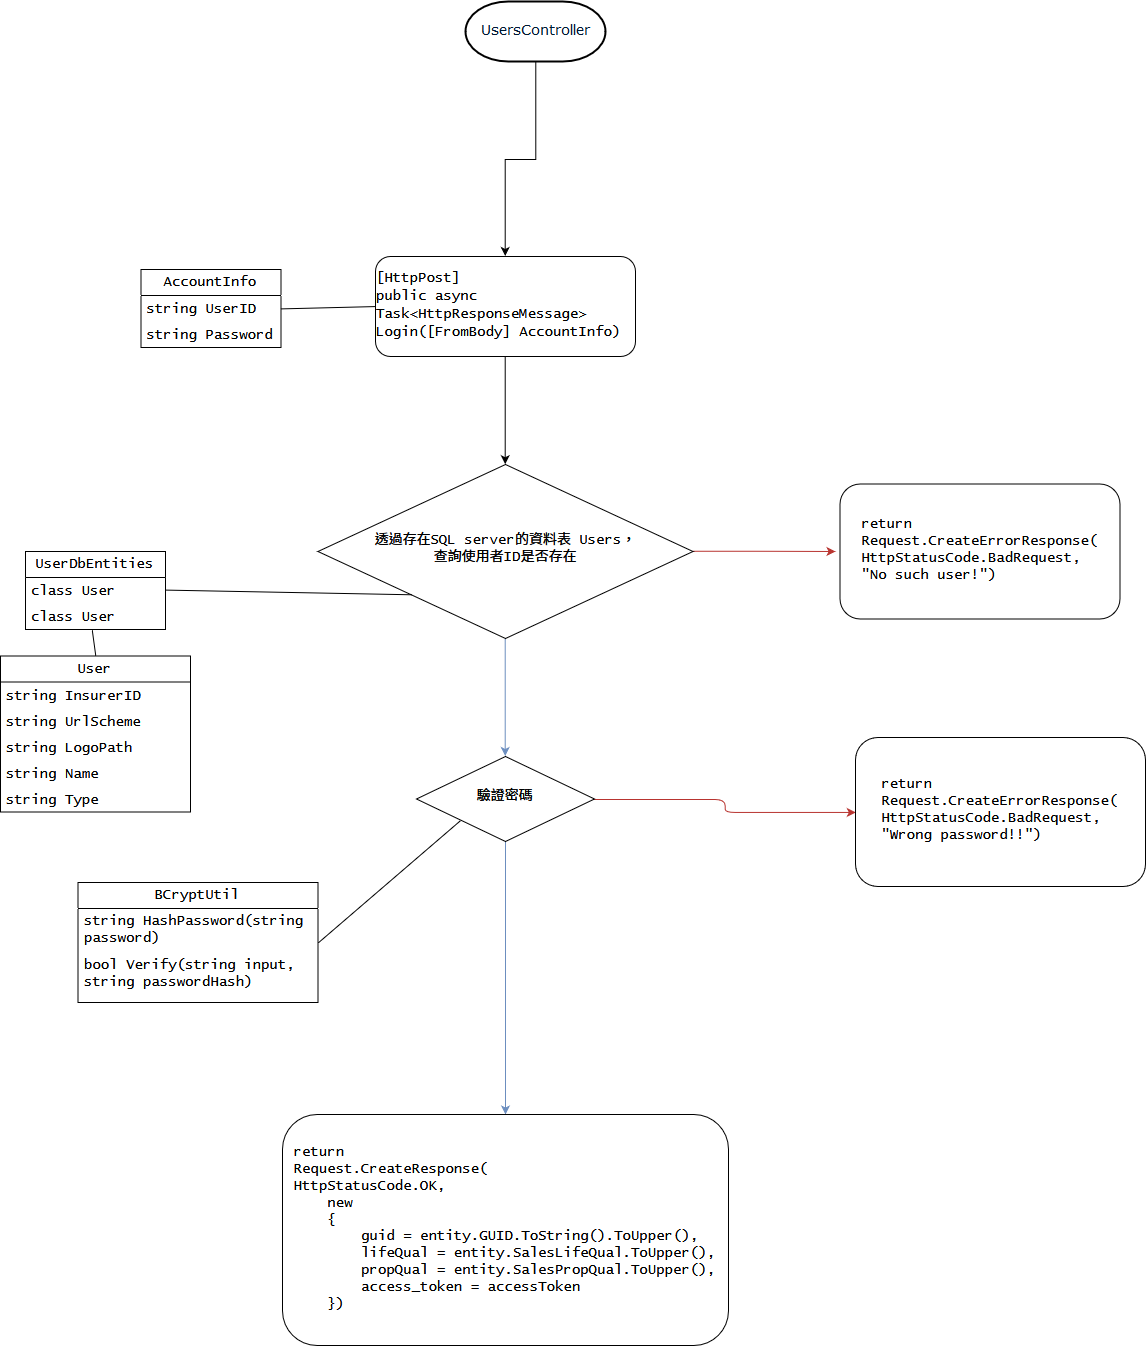 UsersController
AccountInfo
string UserID
string Password
[HttpPost]
public async
Task<HttpResponseMessage>
Login([FromBody] AccountInfo)
透過存在SQL server的資料表 Users，
查詢使用者ID是否存在
return
Request.CreateErrorResponse(
HttpStatusCode.BadRequest,
"No such user!")
UserDbEntities
class User
class User
User
string InsurerID
string UrlScheme
string LogoPath
string Name
string Type
驗證密碼
return
Request.CreateErrorResponse(
HttpStatusCode.BadRequest,
"Wrong password!!")
BCryptUtil
string HashPassword(string
password)
bool Verify(string input,
string passwordHash)
return
Request.CreateResponse(
HttpStatusCode.OK,
    new
    {
        guid = entity.GUID.ToString().ToUpper(),
        lifeQual = entity.SalesLifeQual.ToUpper(),
        propQual = entity.SalesPropQual.ToUpper(),
        access_token = accessToken
    })